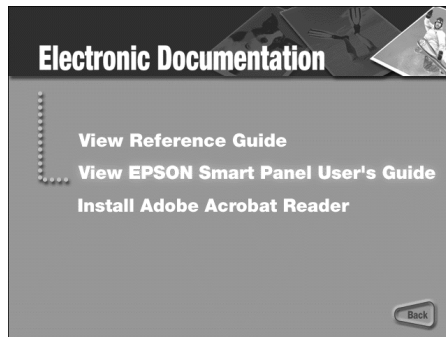 Electronic Documentation
View Reference Guide
View EPSON Smart Panel User's Guide
Install Adobe Acrobat Reader
Back